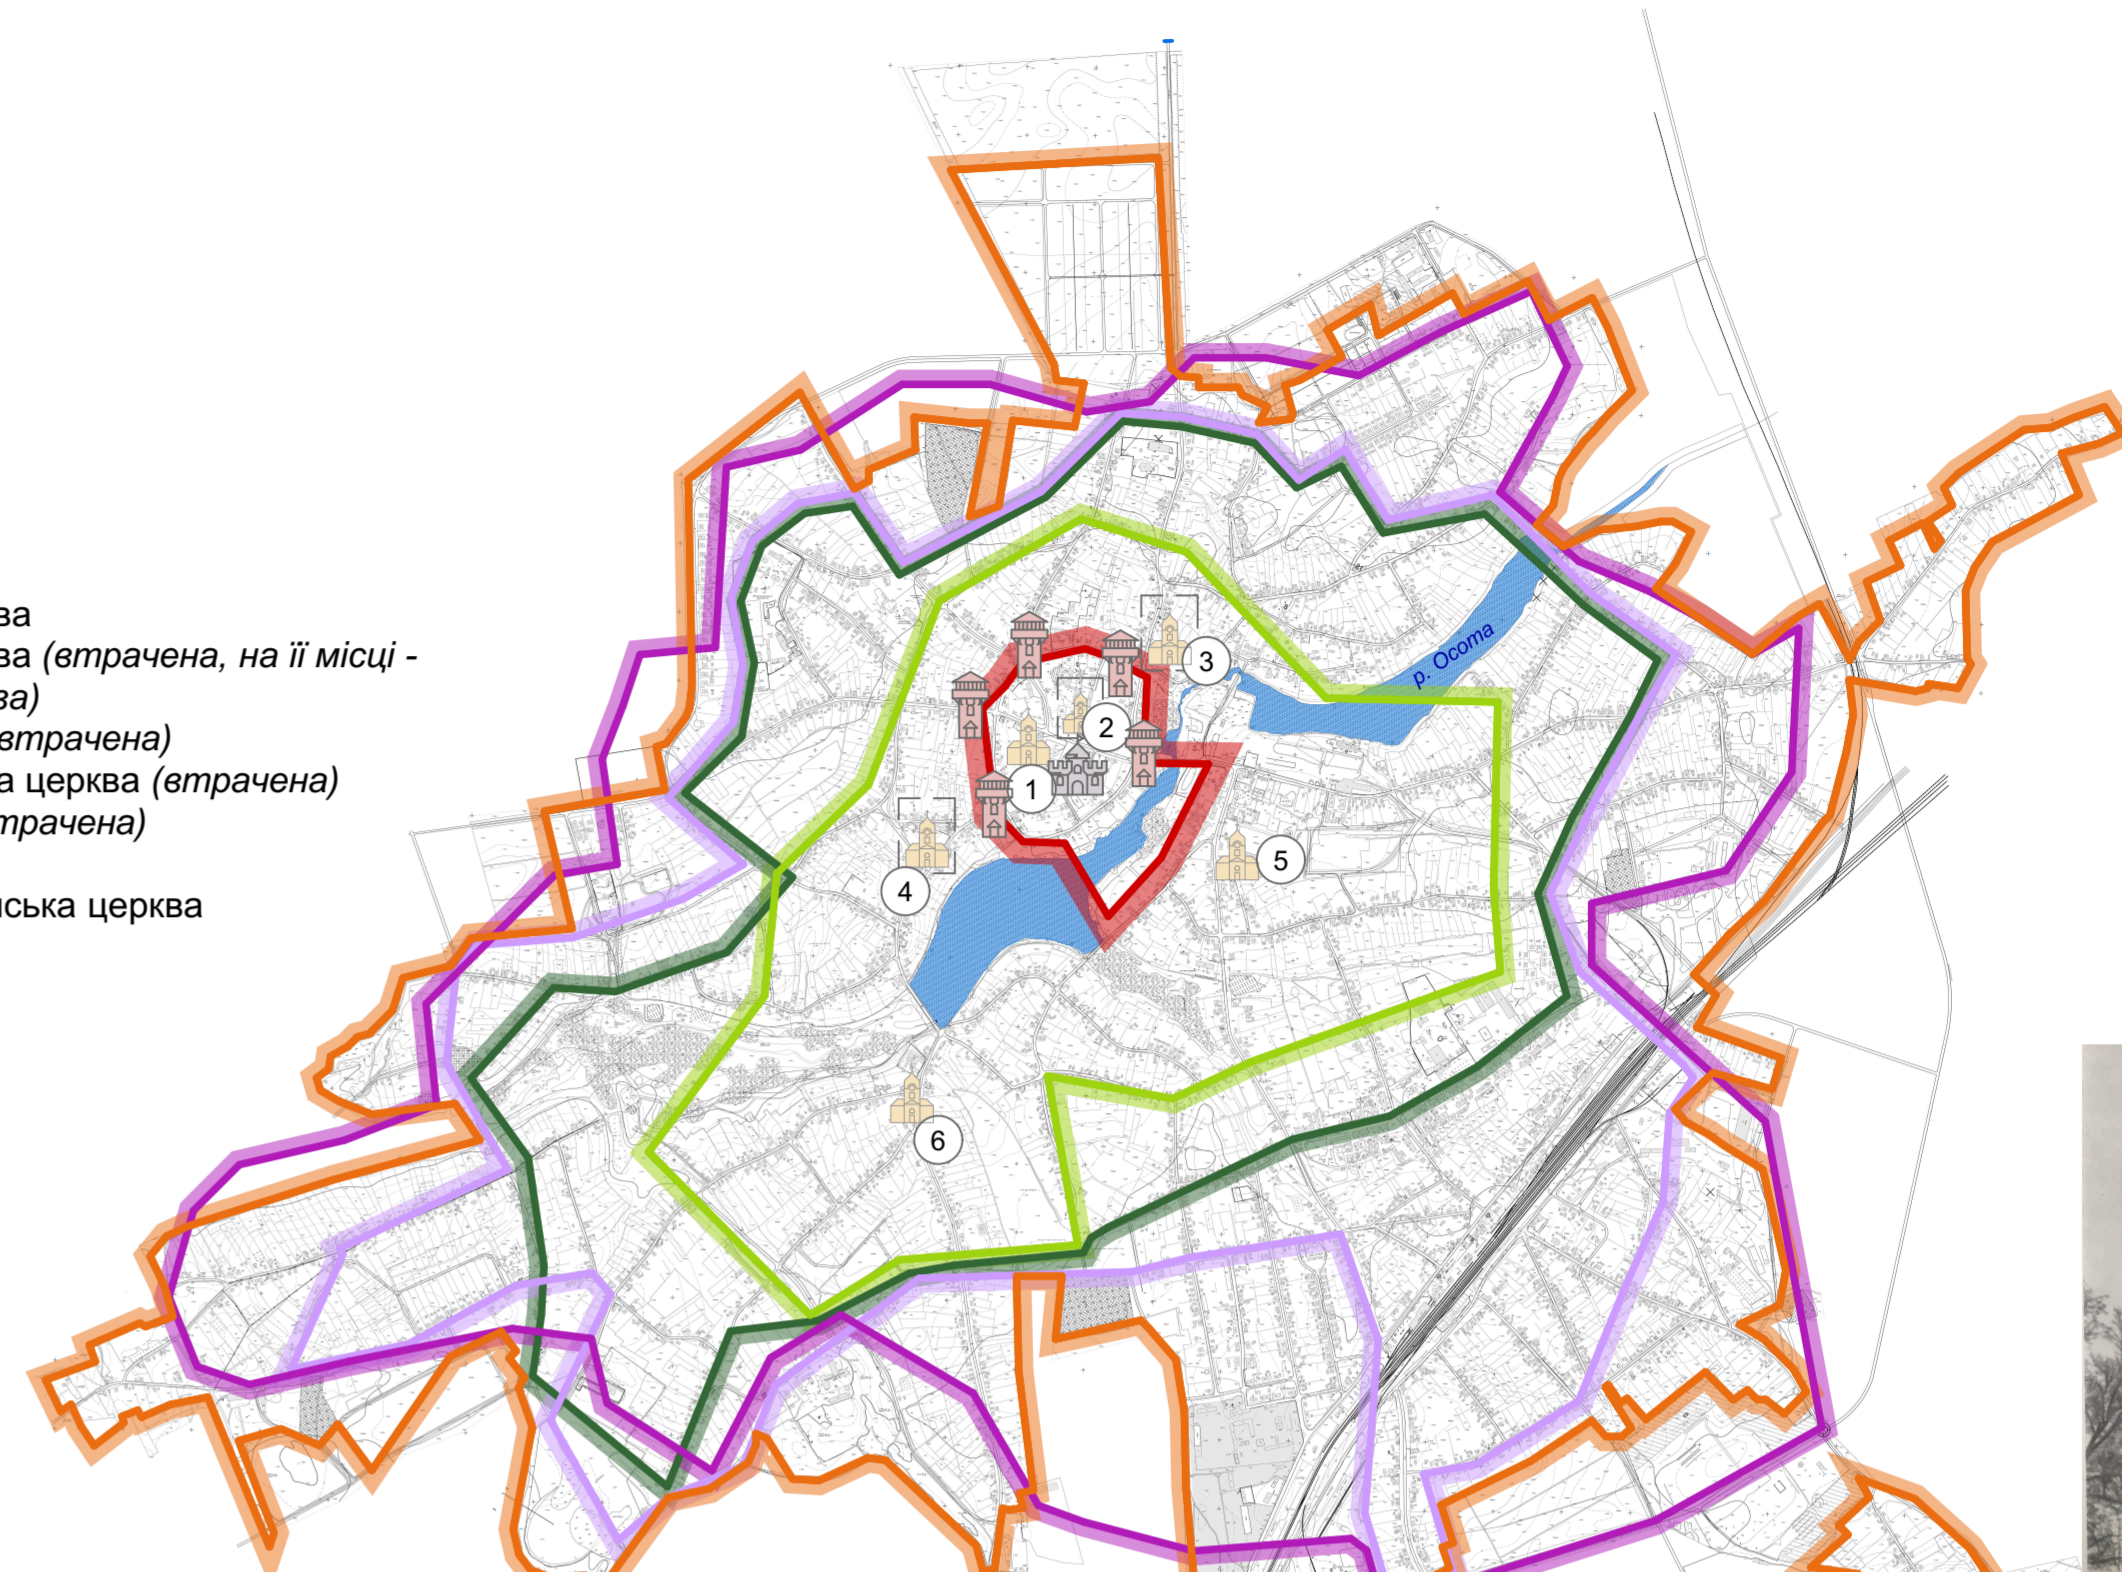 ва
ва (втрачена, на її місці -
ва)
втрачена)
а церква (втрачена)
трачена)
ська церква
р. Осота
3
2
1
5
4
6